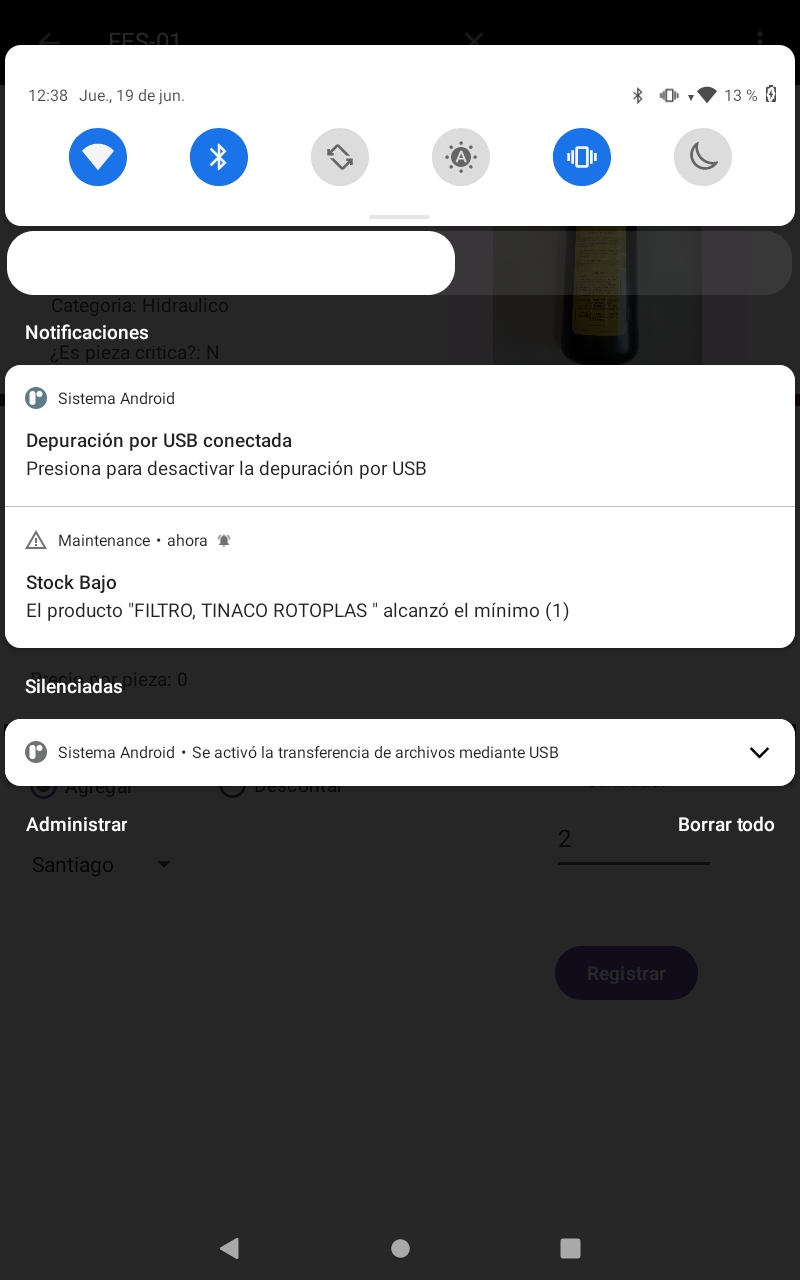 FES-01
12:38 Jue., 19 de jun.
13 %
Categoria: Hidraulico
Notificaciones
¿Es pieza critica?: N
Sistema Android
Depuración por USB conectada
Presiona para desactivar la depuración por USB
Maintenance • ahora
Stock Bajo
El producto "FILTRO, TINACO ROTOPLAS " alcanzó el mínimo (1)
Precio por pieza: 0
Silenciadas
Sistema Android • Se activó la transferencia de archivos mediante USB
Agregar
Descontar
Administrar
Borrar todo
2
Santiago
Registrar